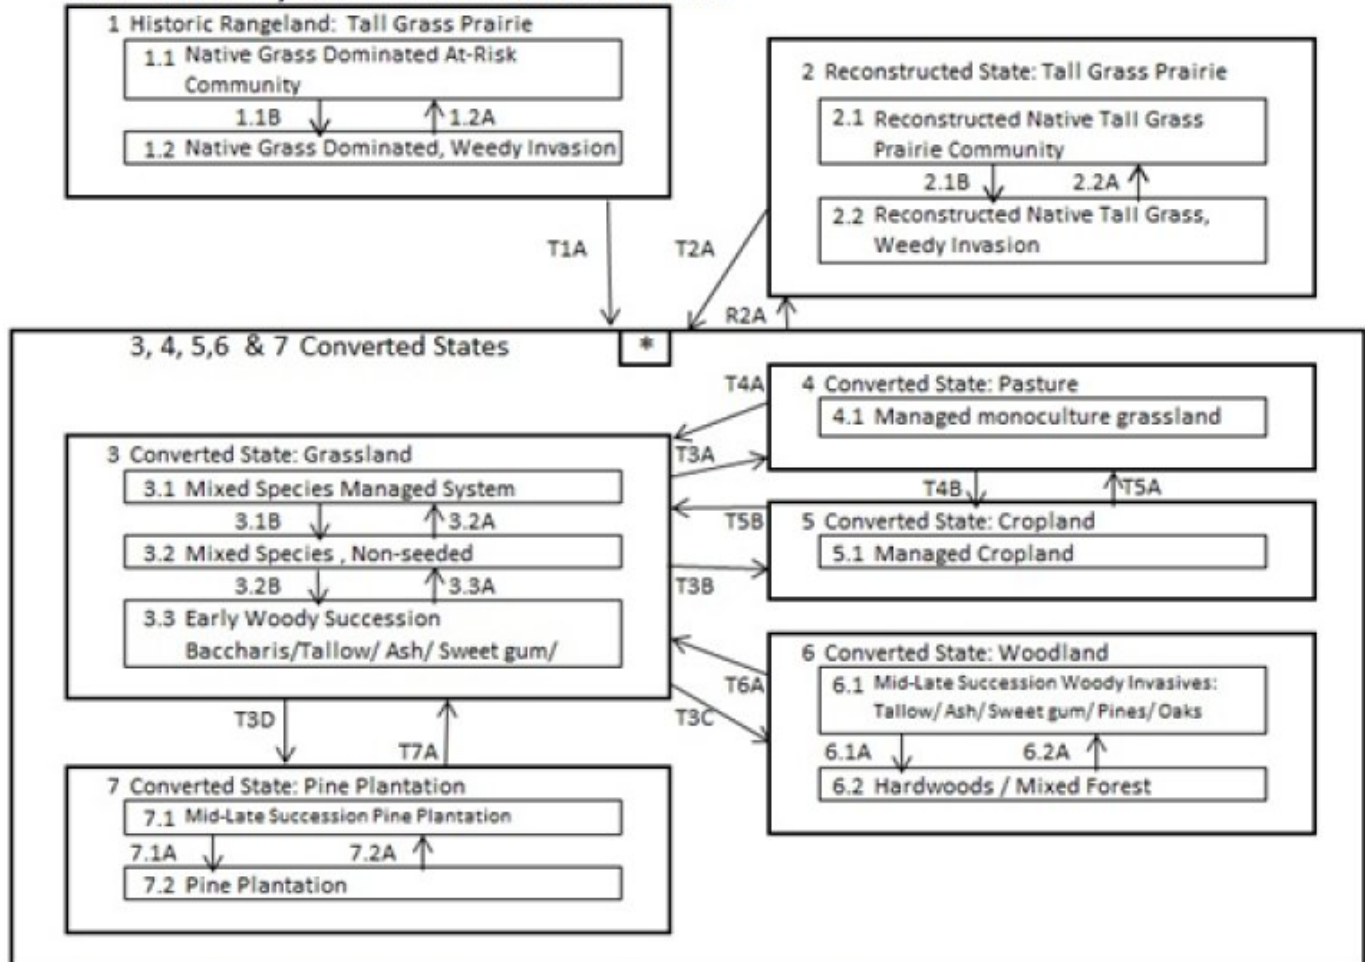 1 Historic Rangeland: Tall Grass Prairie
1.1 Native Grass Dominated At-Risk
Community
1.1B
1.2A
1.2 Native Grass Dominated, Weedy Invasion
2 Reconstructed State: Tall Grass Prairie
2.1 Reconstructed Native Tall Grass
Prairie Community
2.1B
2.2A
2.2 Reconstructed Native Tall Grass,
Weedy Invasion
T1A
T2A
R2A
3, 4, 5,6 & 7 Converted States
*
3 Converted State: Grassland
3.1 Mixed Species Managed System
3.1B
3.2A
3.2 Mixed Species , Non-seeded
3.2B
3.3A
3.3 Early Woody Succession
Baccharis/Tallow/ Ash/ Sweet gum/
T4A
T3A
T5B
T3B
T6A
T3C
4 Converted State: Pasture
4.1 Managed monoculture grassland
T4B
T5A
5 Converted State: Cropland
5.1 Managed Cropland
6 Converted State: Woodland
6.1 Mid-Late Succession Woody Invasives:
Tallow/ Ash/ Sweet gum/ Pines/ Oaks
6.1A
6.2A
6.2 Hardwoods / Mixed Forest
T3D
T7A
7 Converted State: Pine Plantation
7.1 Mid-Late Succession Pine Plantation
7.1A
7.2A
7.2 Pine Plantation